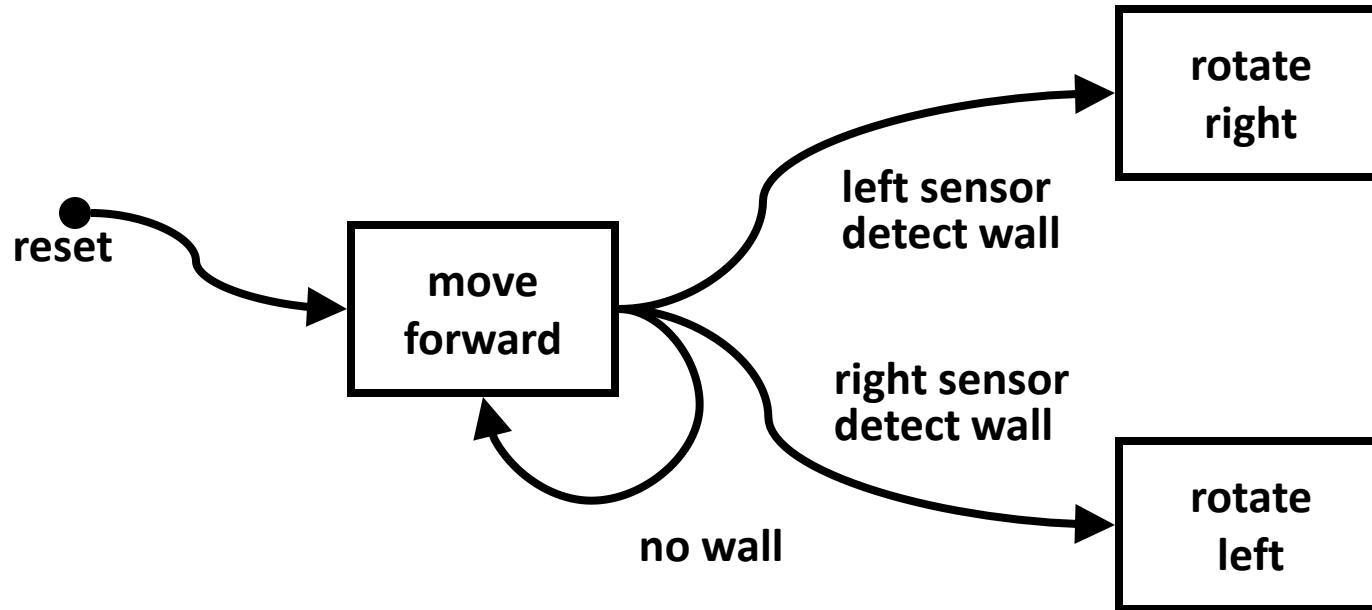 rotate
right
left sensor
detect wall
reset
move
forward
right sensor
detect wall
rotate
left
no wall